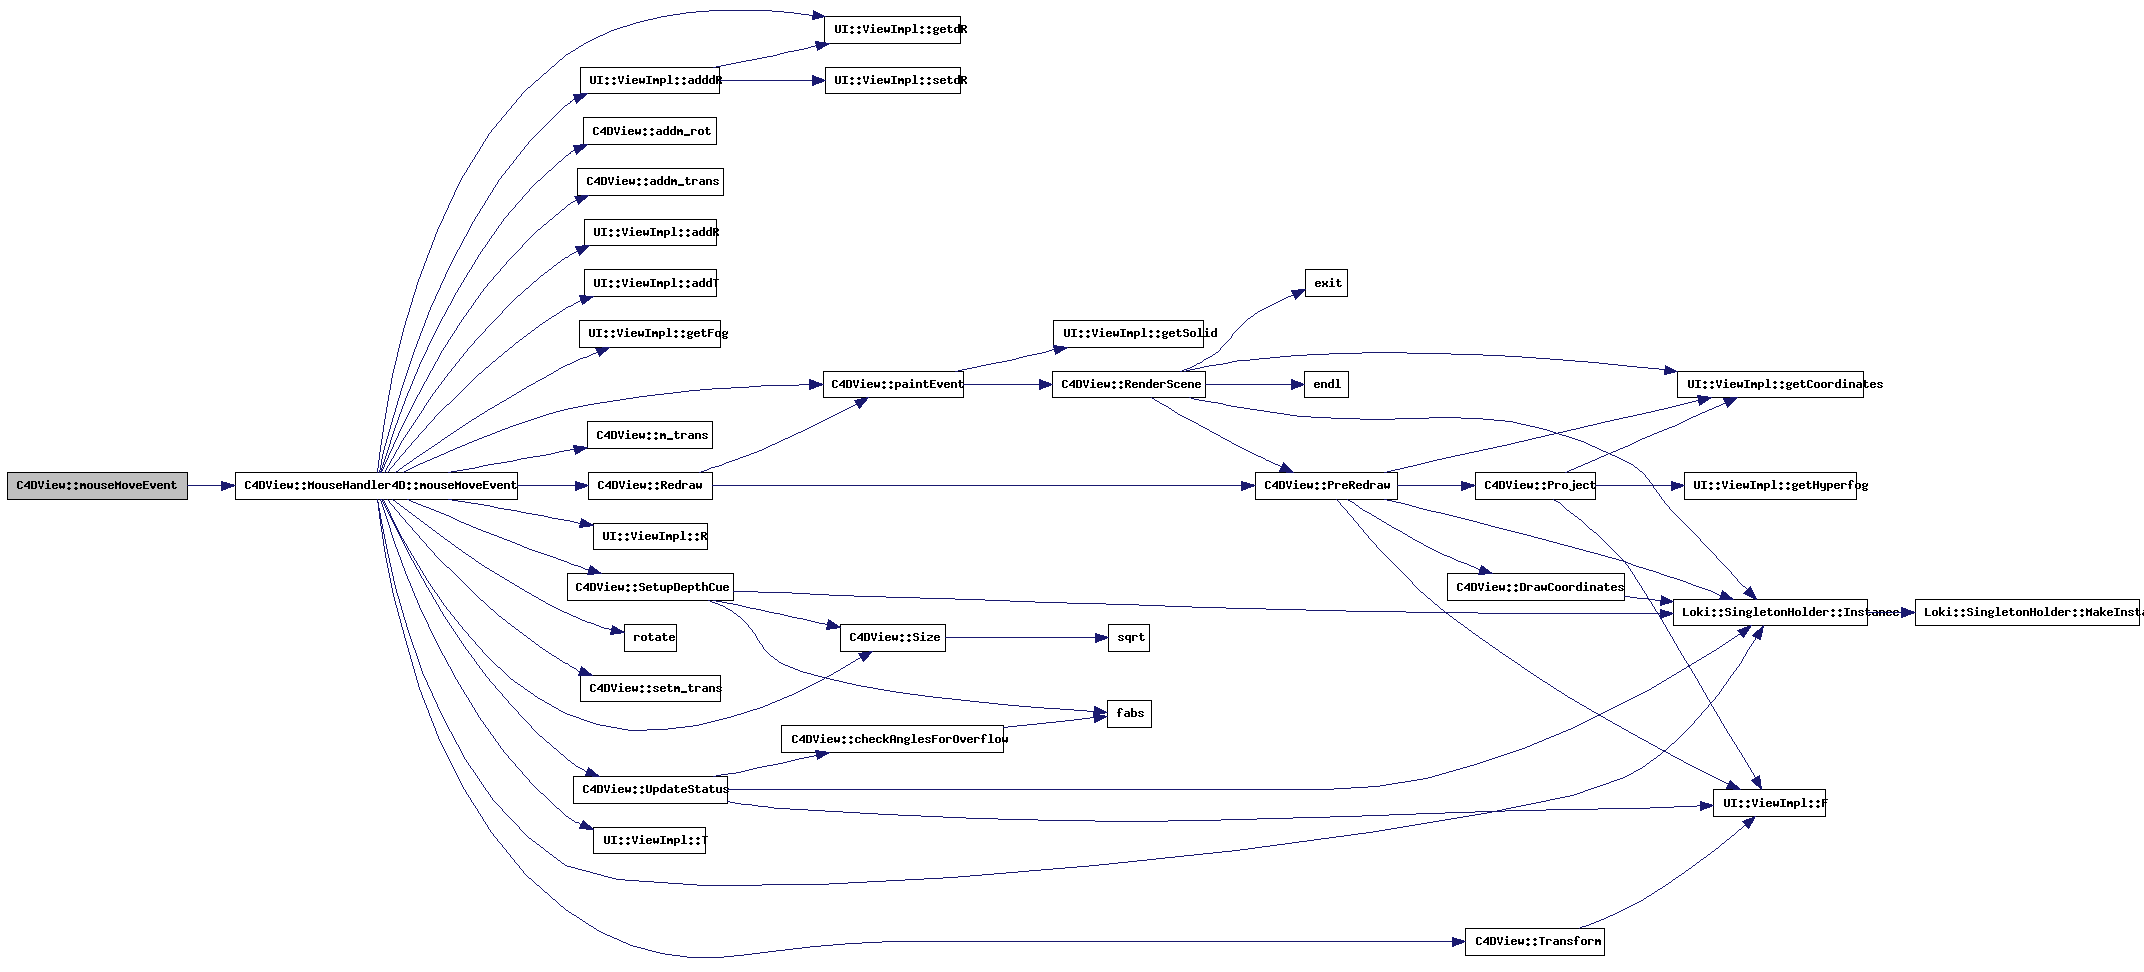 UI::ViewImpl::getdR
UI::ViewImpl::adddR
UI::ViewImpl::setdR
C4DView::addm_rot
C4DView::addm_trans
UI::ViewImpl::addR
UI::ViewImpl::addT
exit
UI::ViewImpl::getFog
UI::ViewImpl::getSolid
C4DView::paintEvent
C4DView::RenderScene
endl
UI::ViewImpl::getCoordinates
C4DView::m_trans
C4DView::mouseMoveEvent
C4DView::MouseHandler4D::mouseMoveEvent
C4DView::Redraw
C4DView::PreRedraw
C4DView::Project
UI::ViewImpl::getHyperfog
UI::ViewImpl::R
C4DView::SetupDepthCue
C4DView::DrawCoordinates
Loki::SingletonHolder::Instance
Loki::SingletonHolder::MakeInsta
rotate
C4DView::Size
sqrt
C4DView::setm_trans
fabs
C4DView::checkAnglesForOverflow
C4DView::UpdateStatus
UI::ViewImpl::F
UI::ViewImpl::T
C4DView::Transform